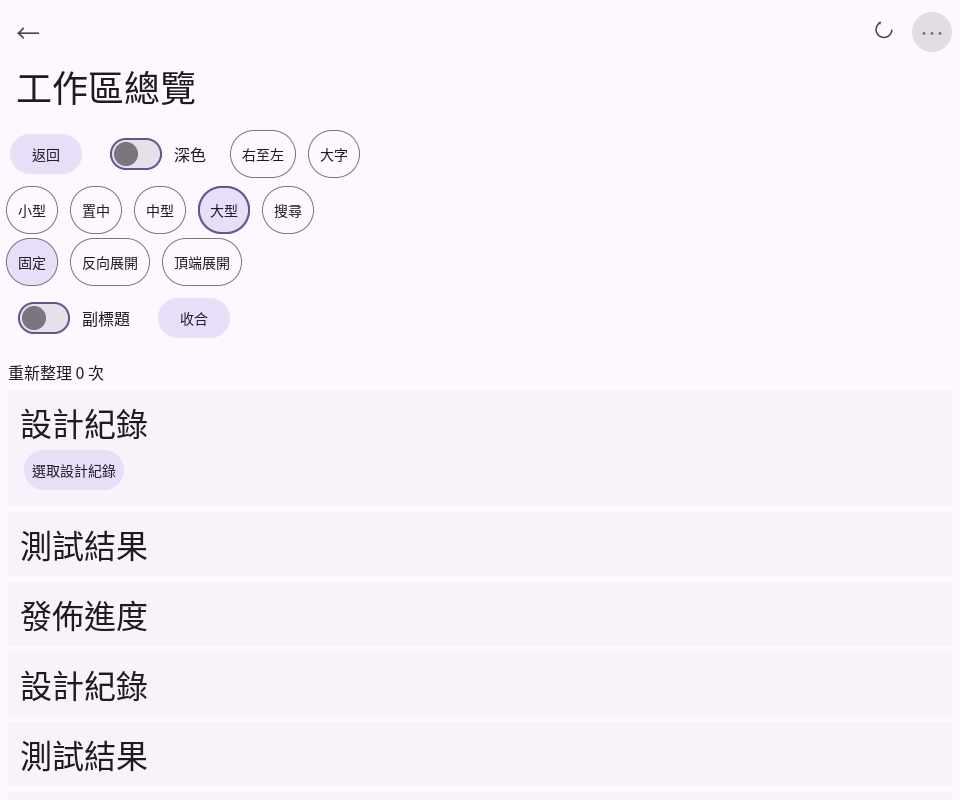 工作區總覽
返回 深色 右至左 大字
小型 置中 中型 大型 搜尋
固定 反向展開 頂端展開
副標題 收合
重新整理 0 次
設計紀錄
選取設計紀錄
測試結果
發佈進度
設計紀錄
測試結果